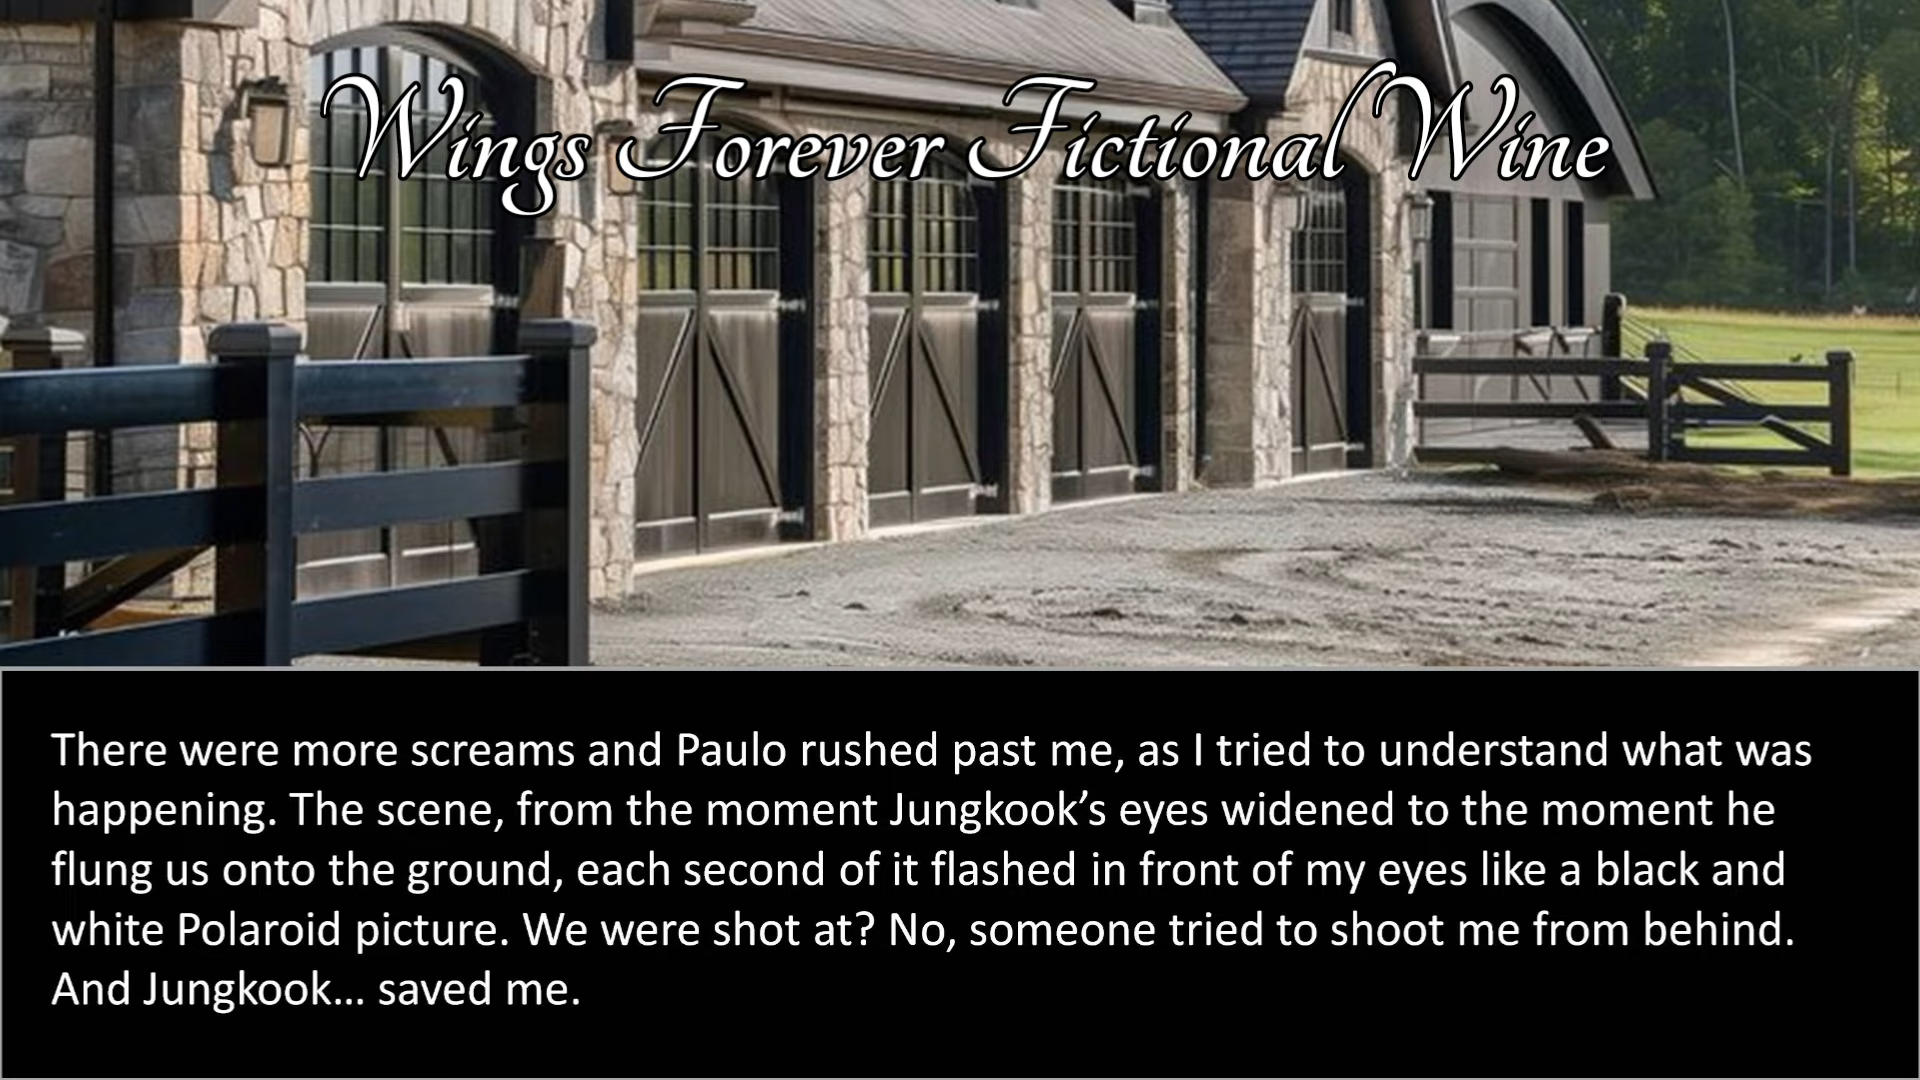 Wings Forever Fictional Wine
There were more screams and Paulo rushed past me, as I tried to understand what was
happening. The scene, from the moment Jungkook’s eyes widened to the moment he
flung us onto the ground, each second of it flashed in front of my eyes like a black and
white Polaroid picture. We were shot at? No, someone tried to shoot me from behind.
And Jungkook… saved me.